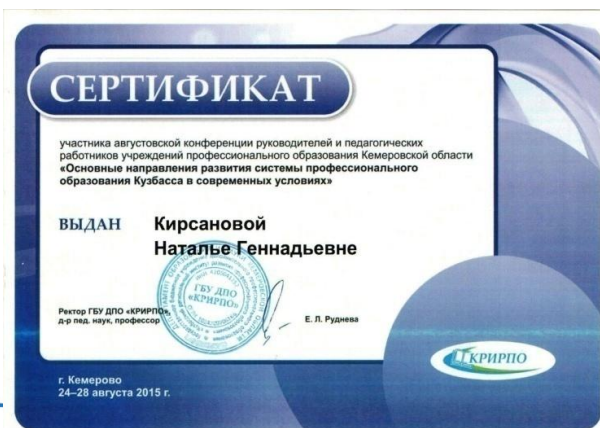 СЕРТИФИКАТ
участника августовской конференции руководителей и педагогических
работников учреждений профессионального образования Кемеровской области
«Основные направления развития системы профессионального
образования Кузбасса в современных условиях»
ВЫДАН
Кирсановой
Наталье Геннадьевне
ГБУ ДПО
«КРИРПО»
Ректор ГБУ ДПО «КРИРПО»,
д-р пед. наук, профессор
Е. Л. Руднева
КРИРПО
г. Кемерово
24–28 августа 2015 г.